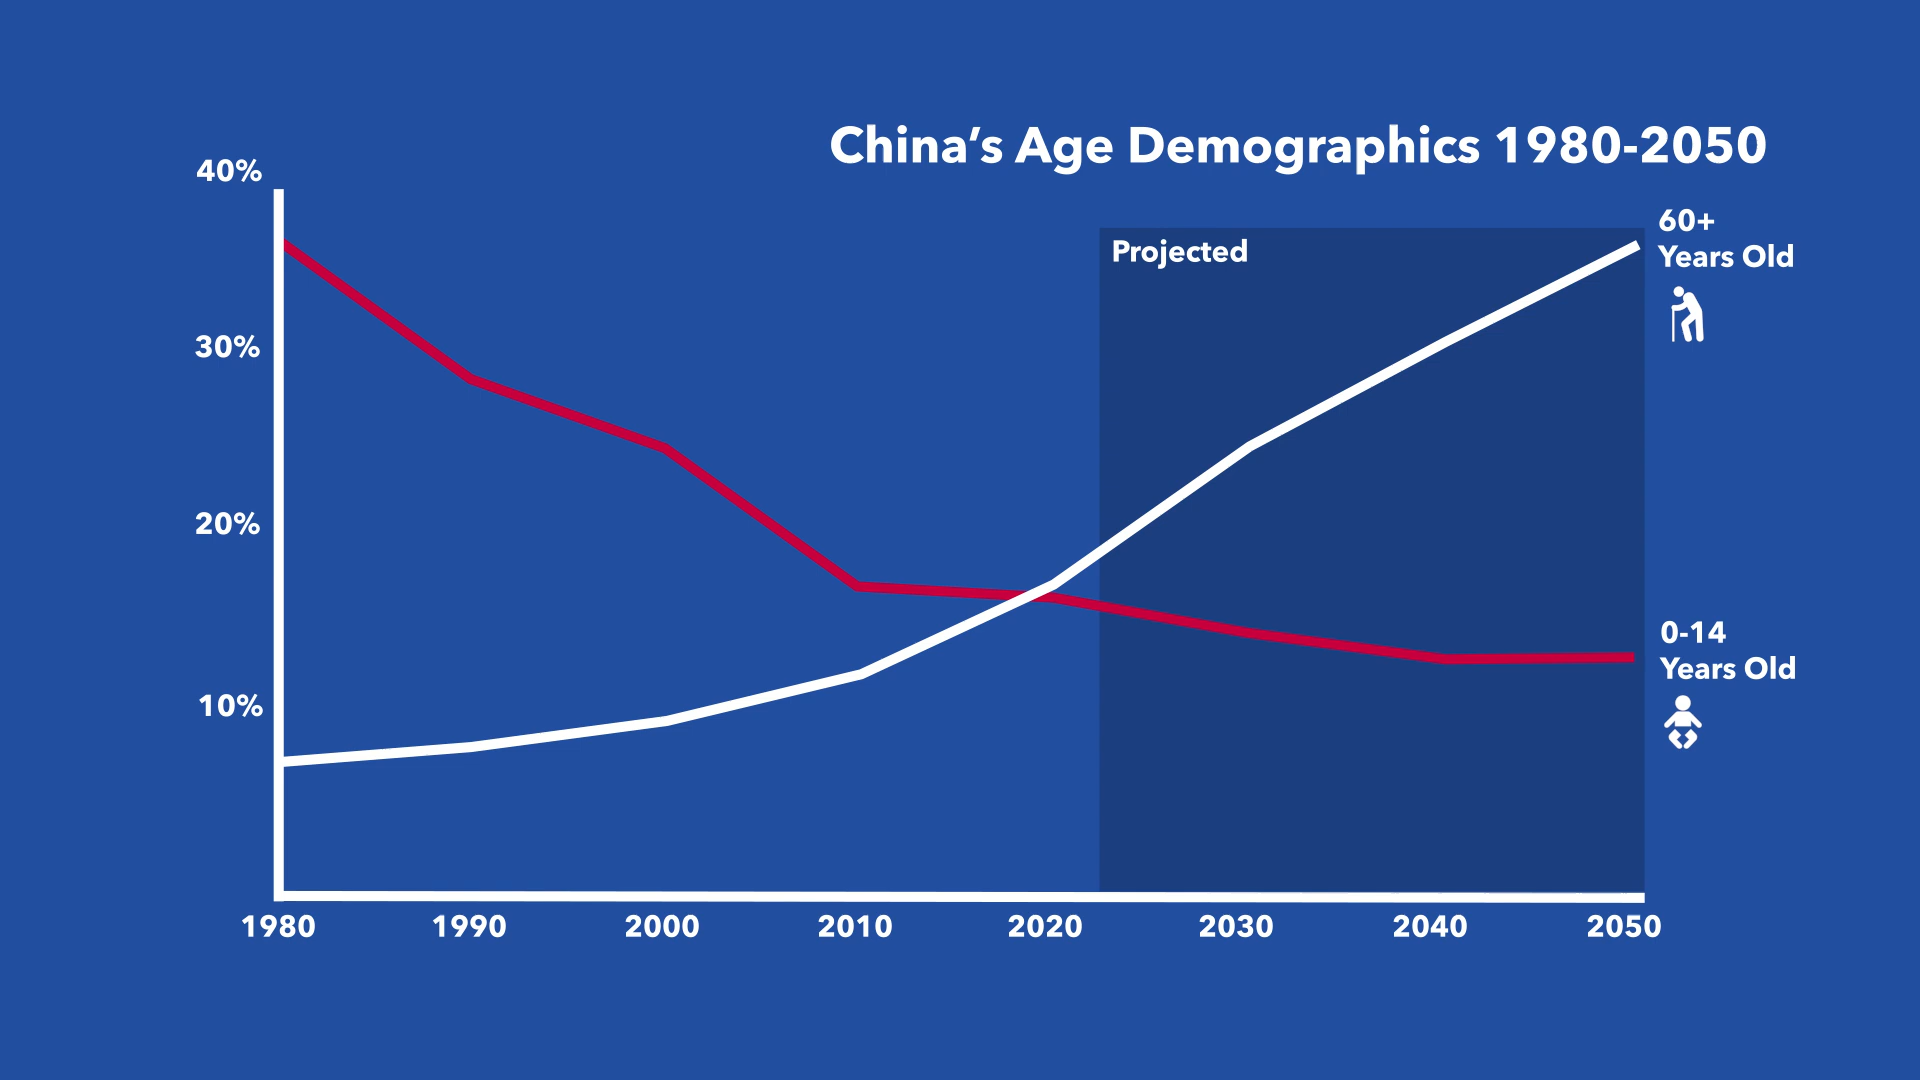 China’s Age Demographics 1980-2050
40%
30%
20%
10%
Projected
60+
Years Old
0-14
Years Old
1980 1990 2000 2010 2020 2030 2040 2050